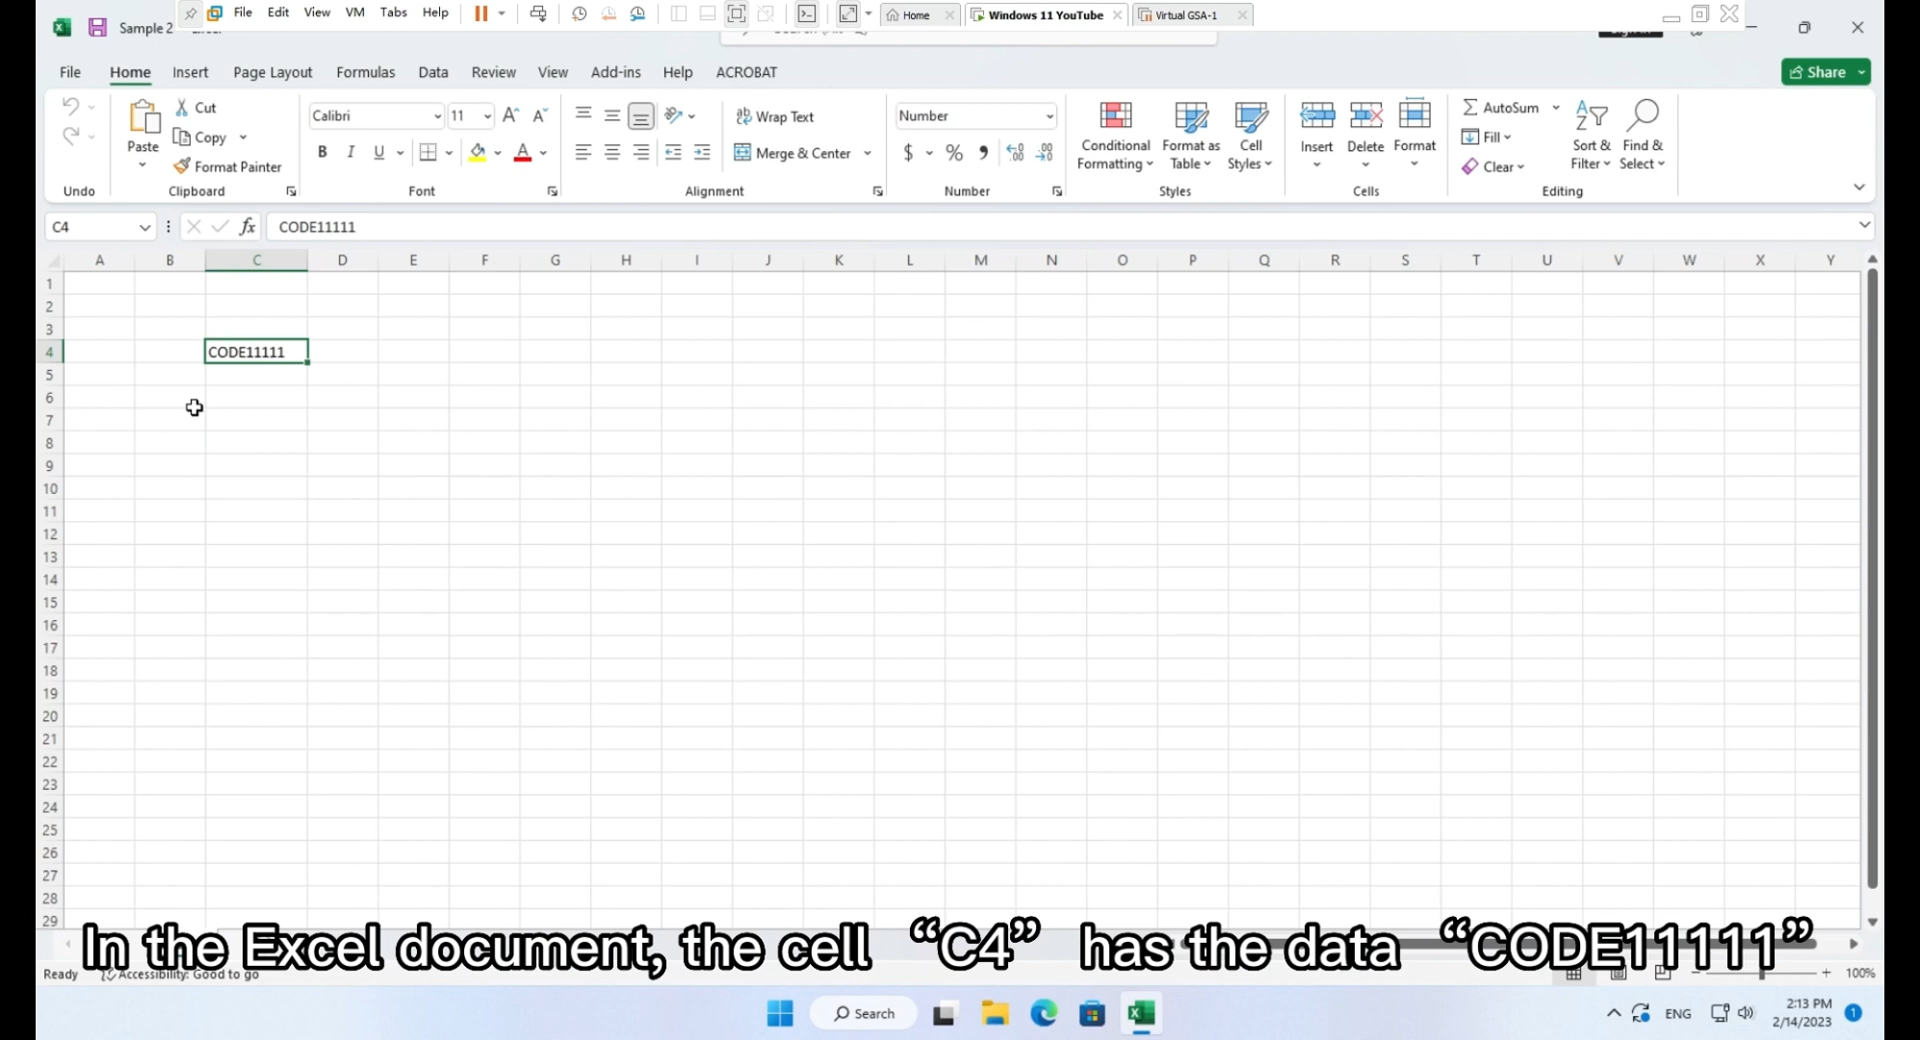 File Edit View VM Tabs Help Home Windows 11 YouTube Virtual GSA-1
Sample 2
File Home Insert Page Layout Formulas Data Review View Add-ins Help ACROBAT Share
Paste Cut Calibri 11 Wrap Text Number Conditional Formatting Format as Table Cell Styles Insert Delete Format AutoSum Sort & Filter Find & Select
Copy B I U A Merge & Center $ % Fill
Format Painter Clear
Undo Clipboard Font Alignment Number Styles Cells Editing
C4 fx CODE11111
A B C D E F G H I J K L M N O P Q R S T U V W X Y
1
2
3
4 CODE11111
5
6
7
8
9
10
11
12
13
14
15
16
17
18
19
20
21
22
23
24
25
26
27
28
29
In the Excel document, the cell “C4” has the data “CODE11111”
Ready Accessibility: Good to go 100%
Search ENG 2:13 PM 1
2/14/2023